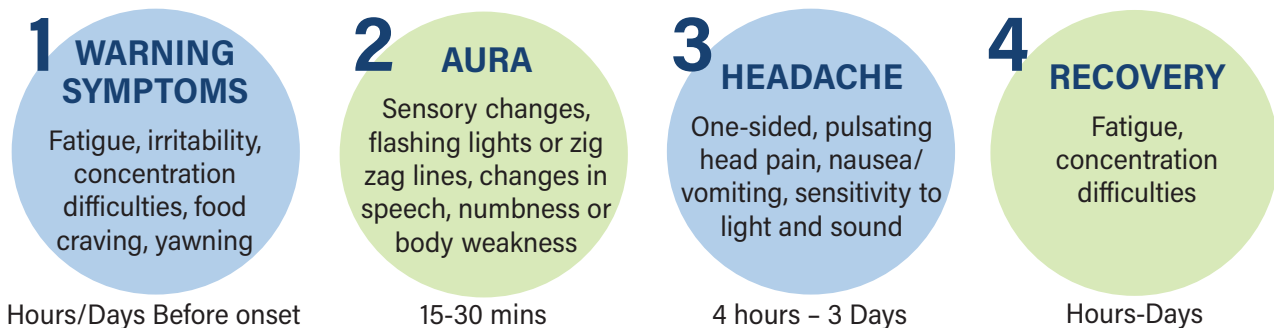 1
WARNING
SYMPTOMS
Fatigue, irritability,
concentration
difficulties, food
craving, yawning
Hours/Days Before onset
2
AURA
Sensory changes,
flashing lights or zig
zag lines, changes in
speech, numbness or
body weakness
15-30 mins
3
HEADACHE
One-sided, pulsating
head pain, nausea/
vomiting, sensitivity to
light and sound
4 hours – 3 Days
4
RECOVERY
Fatigue,
concentration
difficulties
Hours-Days